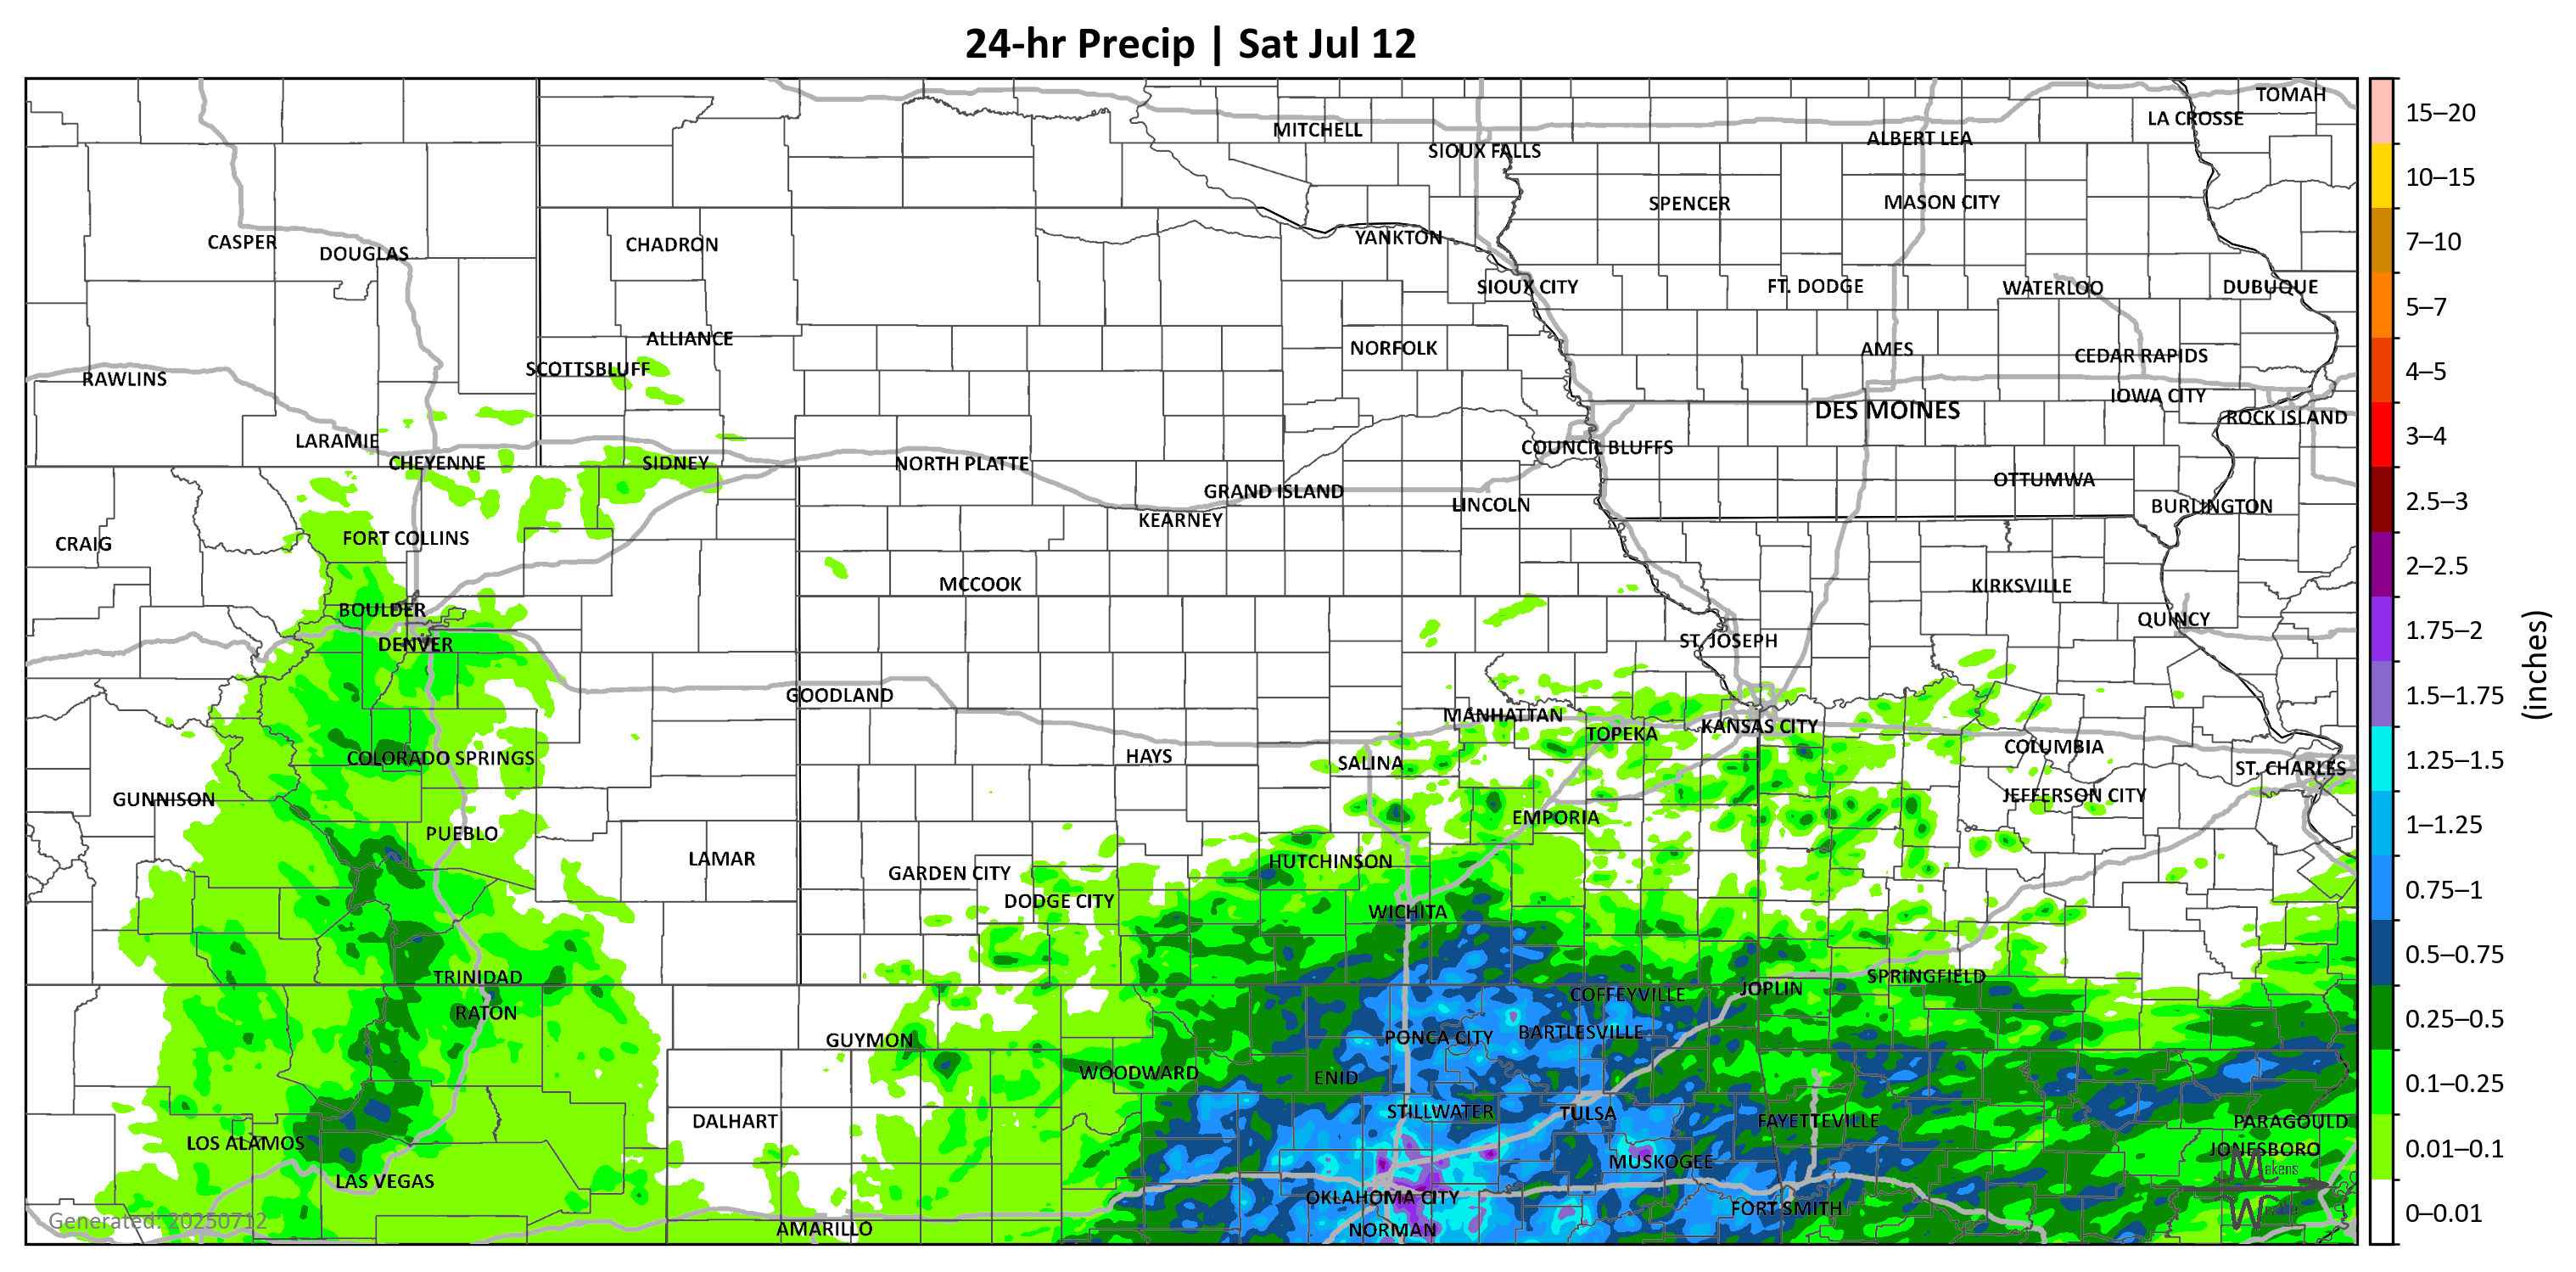 24-hr Precip | Sat Jul 12
TOMAH
LA CROSSE
MITCHELL
ALBERT LEA
SIOUX FALLS
SPENCER
MASON CITY
CASPER
DOUGLAS
CHADRON
YANKTON
SIOUX CITY
FT. DODGE
WATERLOO
DUBUQUE
ALLIANCE
NORFOLK
AMES
CEDAR RAPIDS
SCOTTSBLUFF
RAWLINS
IOWA CITY
DES MOINES
ROCK ISLAND
LARAMIE
COUNCIL BLUFFS
CHEYENNE
SIDNEY
NORTH PLATTE
OTTUMWA
GRAND ISLAND
LINCOLN
BURLINGTON
KEARNEY
FORT COLLINS
CRAIG
MCCOOK
KIRKSVILLE
BOULDER
QUINCY
DENVER
ST. JOSEPH
GOODLAND
MANHATTAN
TOPEKA
KANSAS CITY
COLUMBIA
COLORADO SPRINGS
HAYS
SALINA
ST. CHARLES
GUNNISON
JEFFERSON CITY
EMPORIA
PUEBLO
LAMAR
HUTCHINSON
GARDEN CITY
DODGE CITY
WICHITA
TRINIDAD
SPRINGFIELD
JOPLIN
COFFEYVILLE
RATON
GUYMON
PONCA CITY
BARTLESVILLE
WOODWARD
ENID
STILLWATER
TULSA
DALHART
FAYETTEVILLE
PARAGOULD
LOS ALAMOS
JONESBORO
MUSKOGEE
LAS VEGAS
OKLAHOMA CITY
FORT SMITH
AMARILLO
NORMAN
Generated: 20250712
15–20
10–15
7–10
5–7
4–5
3–4
2.5–3
2–2.5
1.75–2
1.5–1.75
1.25–1.5
1–1.25
0.75–1
0.5–0.75
0.25–0.5
0.1–0.25
0.01–0.1
0–0.01
(inches)